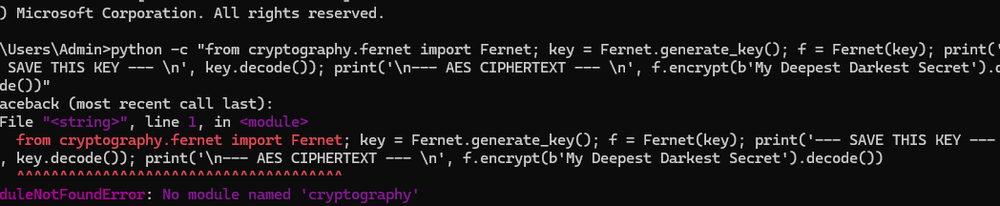 ) Microsoft Corporation. All rights reserved.
\Users\Admin>python -c "from cryptography.fernet import Fernet; key = Fernet.generate_key(); f = Fernet(key); print('
SAVE THIS KEY --- \n', key.decode()); print('\n--- AES CIPHERTEXT --- \n', f.encrypt(b'My Deepest Darkest Secret').d
de())"
aceback (most recent call last):
File "<string>", line 1, in <module>
from cryptography.fernet import Fernet; key = Fernet.generate_key(); f = Fernet(key); print('--- SAVE THIS KEY ---
, key.decode()); print('\n--- AES CIPHERTEXT --- \n', f.encrypt(b'My Deepest Darkest Secret').decode())
^^^^^^^^^^^^^^^^^^^^^^^^^^^^^^^^^^^^^^
duleNotFoundError: No module named 'cryptography'